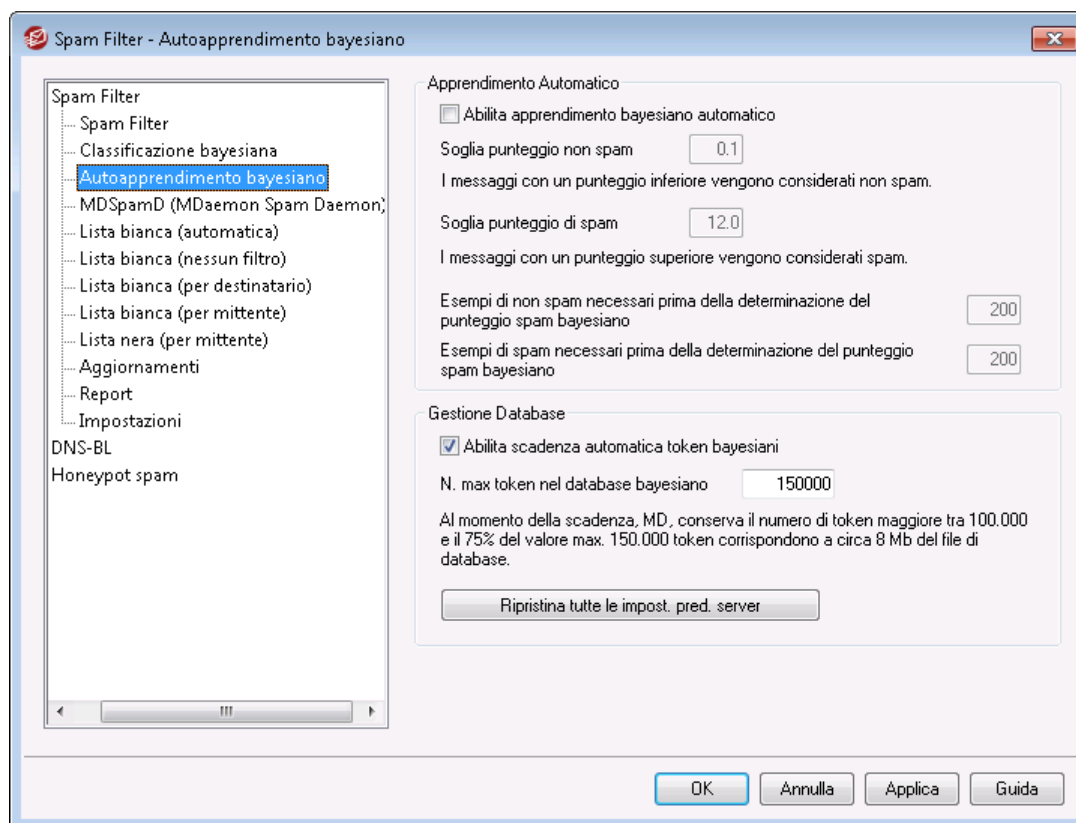 Spam Filter - Autoapprendimento bayesiano
Spam Filter
Spam Filter
Classificazione bayesiana
Autoapprendimento bayesiano
MDSpamD (MDaemon Spam Daemon)
Lista bianca (automatica)
Lista bianca (nessun filtro)
Lista bianca (per destinatario)
Lista bianca (per mittente)
Lista nera (per mittente)
Aggiornamenti
Report
Impostazioni
DNS-BL
Honeypot spam
Apprendimento Automatico
Abilita apprendimento bayesiano automatico
Soglia punteggio non spam 0.1
I messaggi con un punteggio inferiore vengono considerati non spam.
Soglia punteggio di spam 12.0
I messaggi con un punteggio superiore vengono considerati spam.
Esempi di non spam necessari prima della determinazione del
punteggio spam bayesiano 200
Esempi di spam necessari prima della determinazione del punteggio
spam bayesiano 200
Gestione Database
Abilita scadenza automatica token bayesiani
N. max token nel database bayesiano 150000
Al momento della scadenza, MD, conserva il numero di token maggiore tra 100.000
e il 75% del valore max. 150.000 token corrispondono a circa 8 Mb del file di
database.
Ripristina tutte le impost. pred. server
OK Annulla Applica Guida